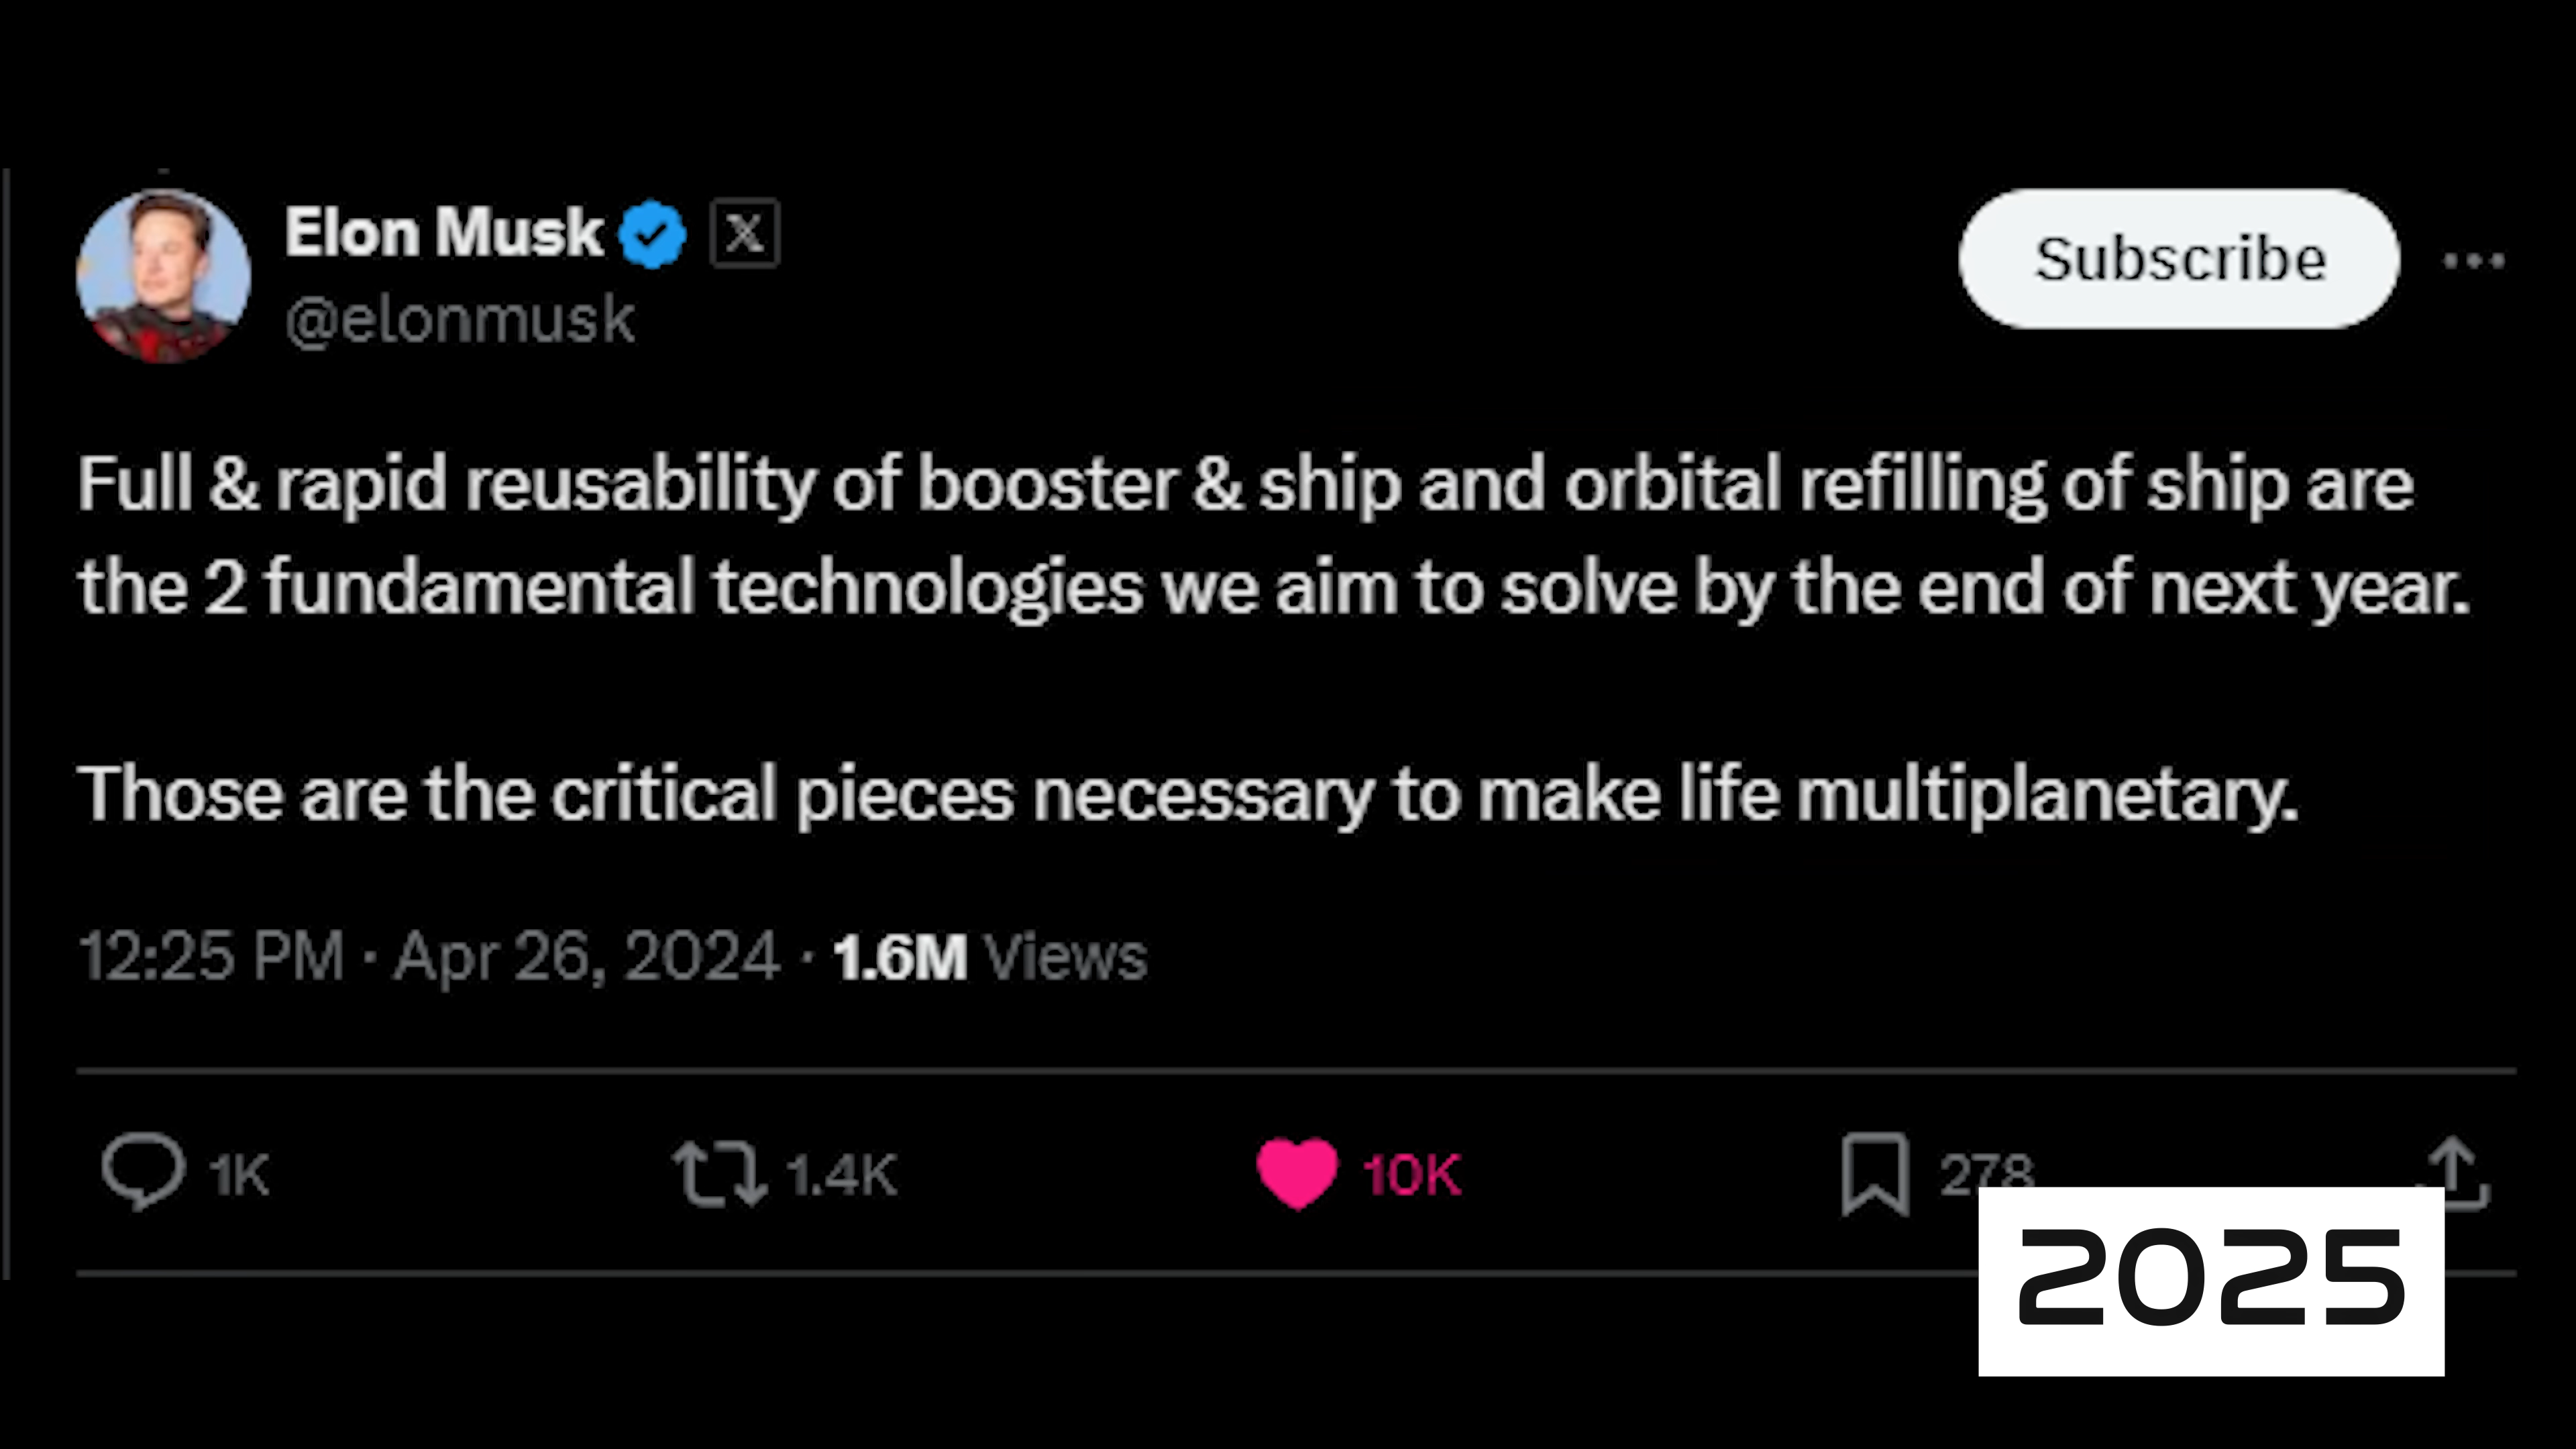 Elon Musk
@elonmusk
Subscribe
Full & rapid reusability of booster & ship and orbital refilling of ship are
the 2 fundamental technologies we aim to solve by the end of next year.
Those are the critical pieces necessary to make life multiplanetary.
12:25 PM · Apr 26, 2024 · 1.6M Views
1K 1.4K 10K 278
2025